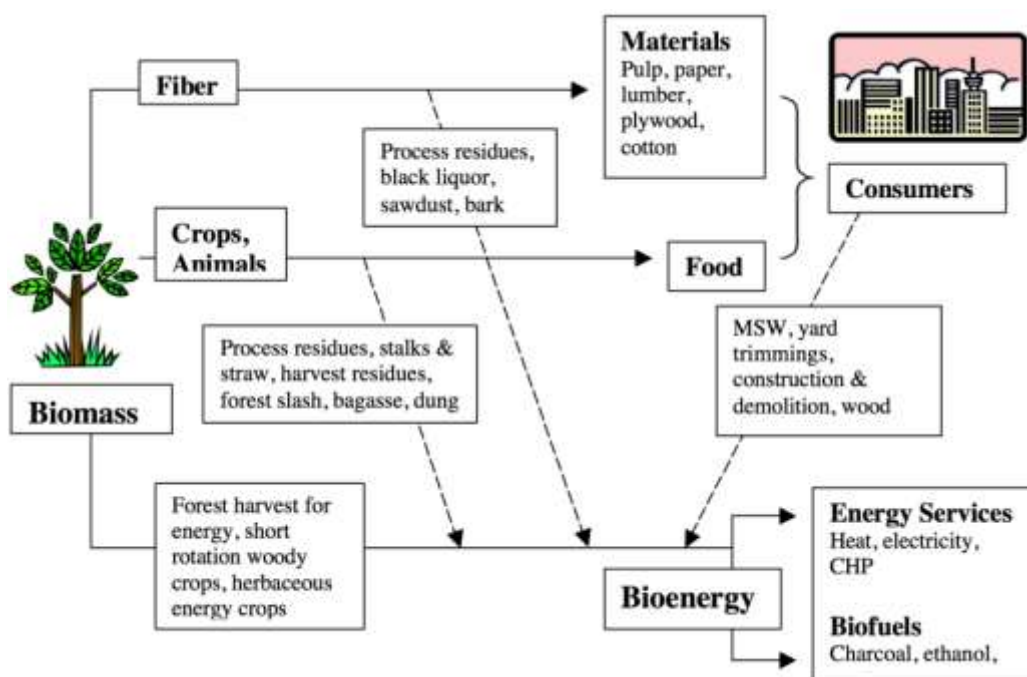 Fiber
Materials
Pulp, paper,
lumber,
plywood,
cotton
Process residues,
black liquor,
sawdust, bark
Consumers
Crops,
Animals
Food
Process residues, stalks &
straw, harvest residues,
forest slash, bagasse, dung
MSW, yard
trimmings,
construction &
demolition, wood
Biomass
Forest harvest for
energy, short
rotation woody
crops, herbaceous
energy crops
Bioenergy
Energy Services
Heat, electricity,
CHP
Biofuels
Charcoal, ethanol,